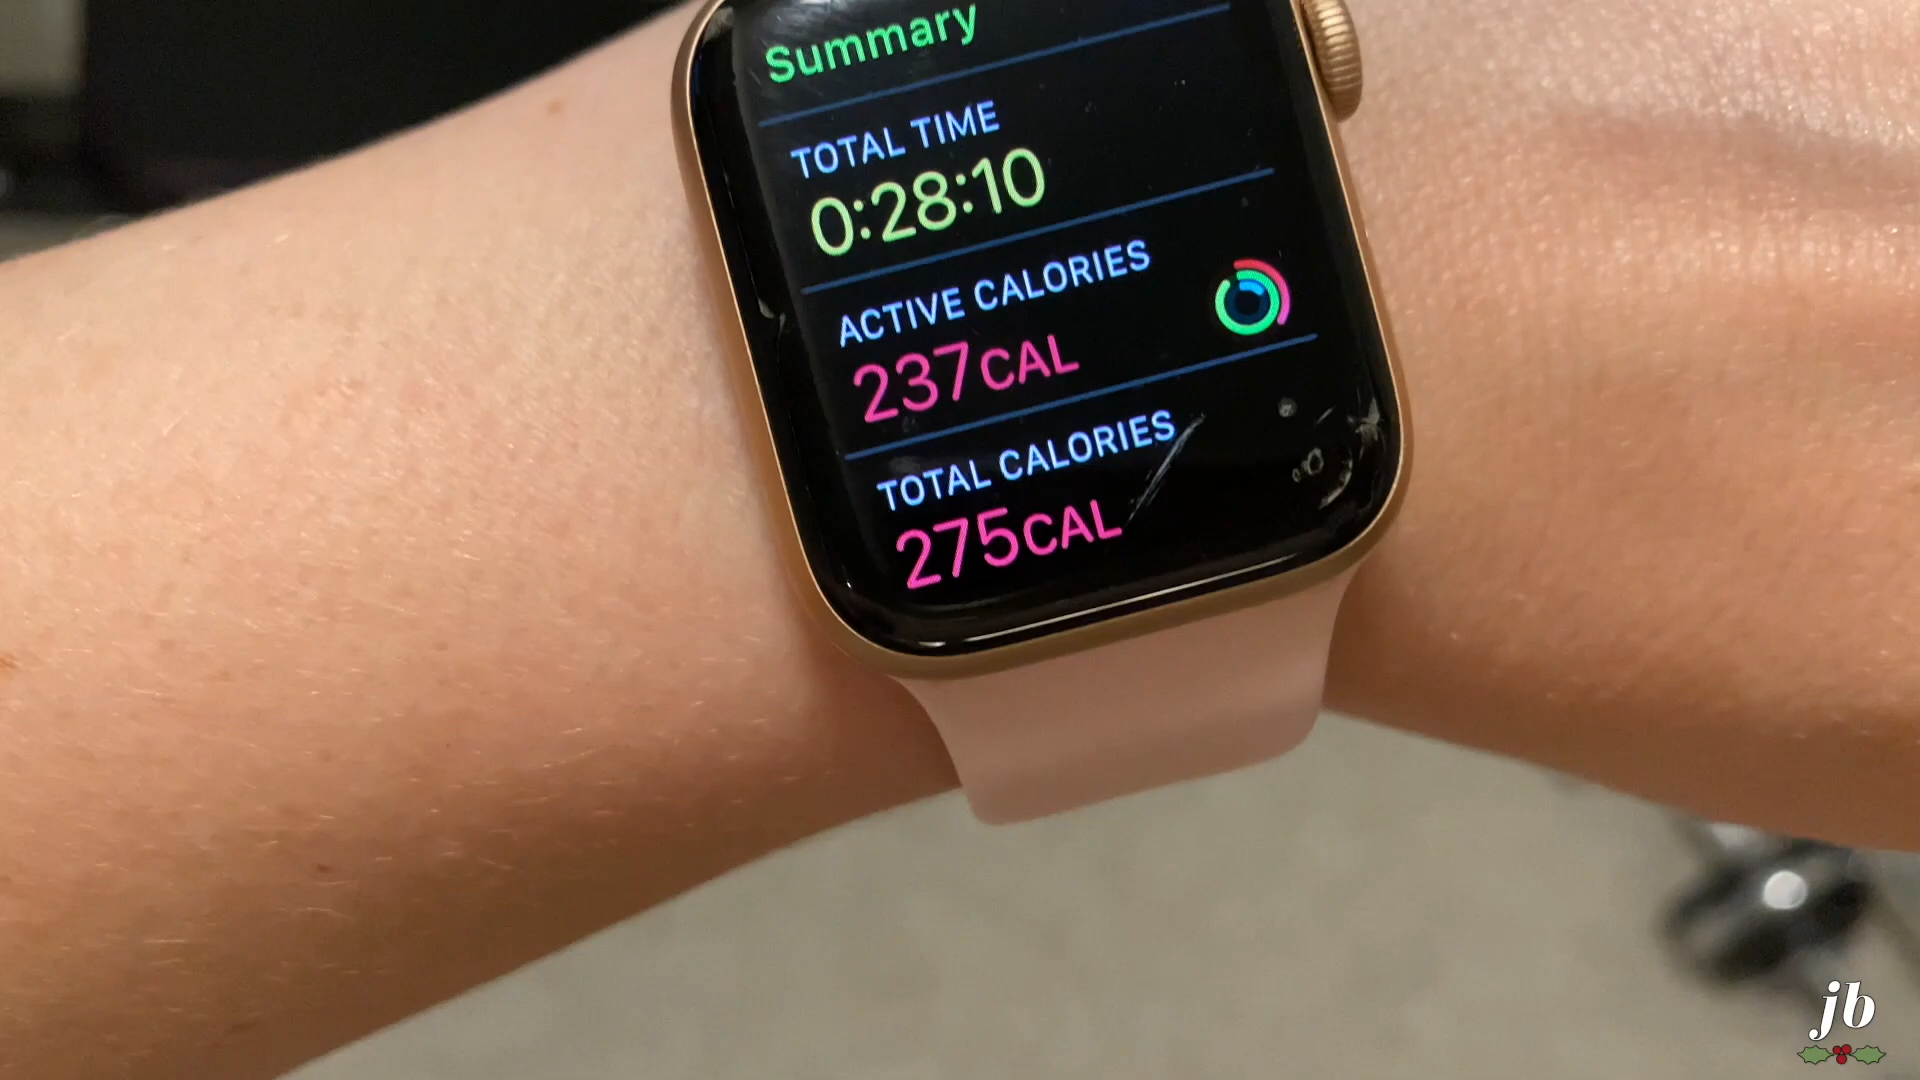 Summary
TOTAL TIME
0:28:10
ACTIVE CALORIES
237CAL
TOTAL CALORIES
275CAL
jb